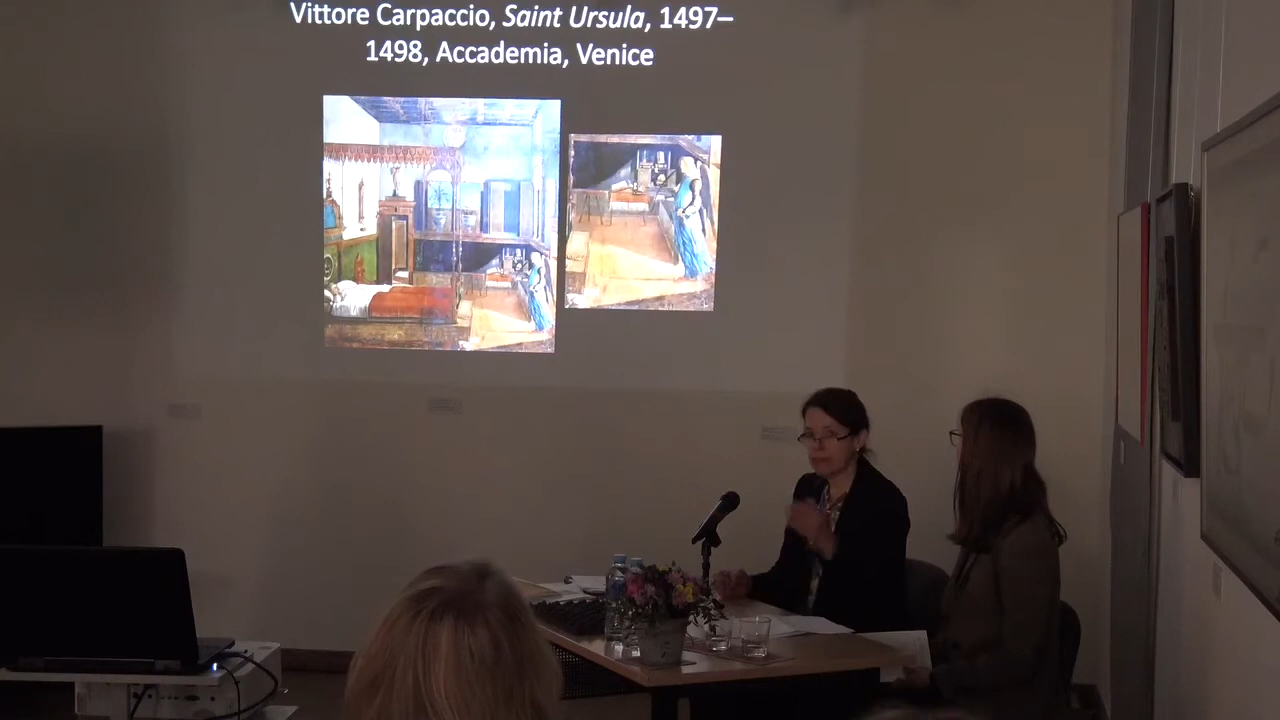 Vittore Carpaccio, Saint Ursula, 1497–
1498, Accademia, Venice